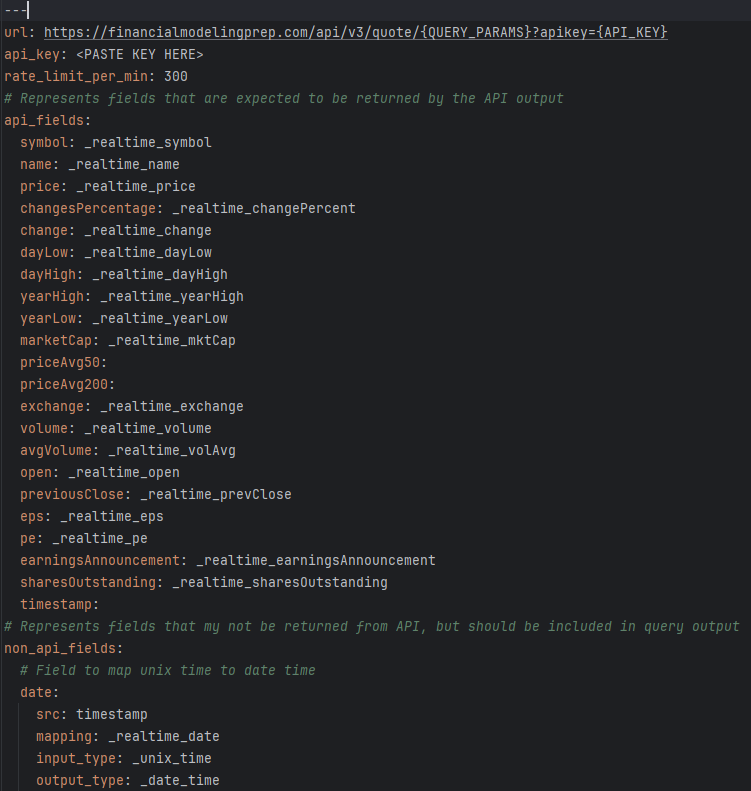 ---
url: https://financialmodelingprep.com/api/v3/quote/{QUERY_PARAMS}?apikey={API_KEY}
api_key: <PASTE KEY HERE>
rate_limit_per_min: 300
# Represents fields that are expected to be returned by the API output
api_fields:
  symbol: _realtime_symbol
  name: _realtime_name
  price: _realtime_price
  changesPercentage: _realtime_changePercent
  change: _realtime_change
  dayLow: _realtime_dayLow
  dayHigh: _realtime_dayHigh
  yearHigh: _realtime_yearHigh
  yearLow: _realtime_yearLow
  marketCap: _realtime_mktCap
  priceAvg50:
  priceAvg200:
  exchange: _realtime_exchange
  volume: _realtime_volume
  avgVolume: _realtime_volAvg
  open: _realtime_open
  previousClose: _realtime_prevClose
  eps: _realtime_eps
  pe: _realtime_pe
  earningsAnnouncement: _realtime_earningsAnnouncement
  sharesOutstanding: _realtime_sharesOutstanding
  timestamp:
# Represents fields that my not be returned from API, but should be included in query output
non_api_fields:
  # Field to map unix time to date time
  date:
    src: timestamp
    mapping: _realtime_date
    input_type: _unix_time
    output_type: _date_time